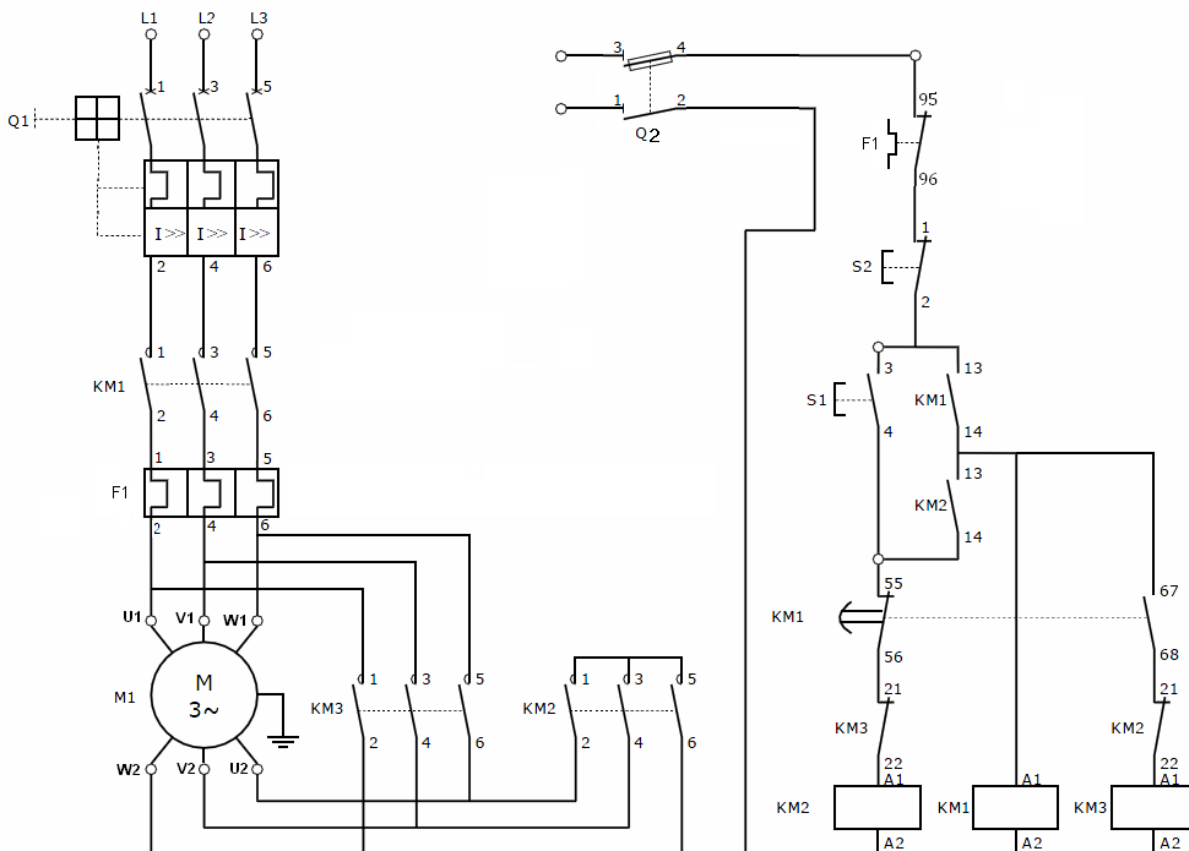 L1 L2 L3
3 4
1 3 5
Q1
1 2
Q2
95
F1
96
I>> I>> I>>
2 4 6
1
S2
2
1 3 5
KM1
2 4 6
3 13
S1 KM1
4 14
1 3 5
F1
2 4 6
13
KM2
14
55 67
KM1
56 68
U1 V1 W1
M1
M
3~
W2 V2 U2
1 3 5
KM3
2 4 6
1 3 5
KM2
2 4 6
21 21
KM3 KM2
22 22
A1 A1 A1
KM2 KM1 KM3
A2 A2 A2